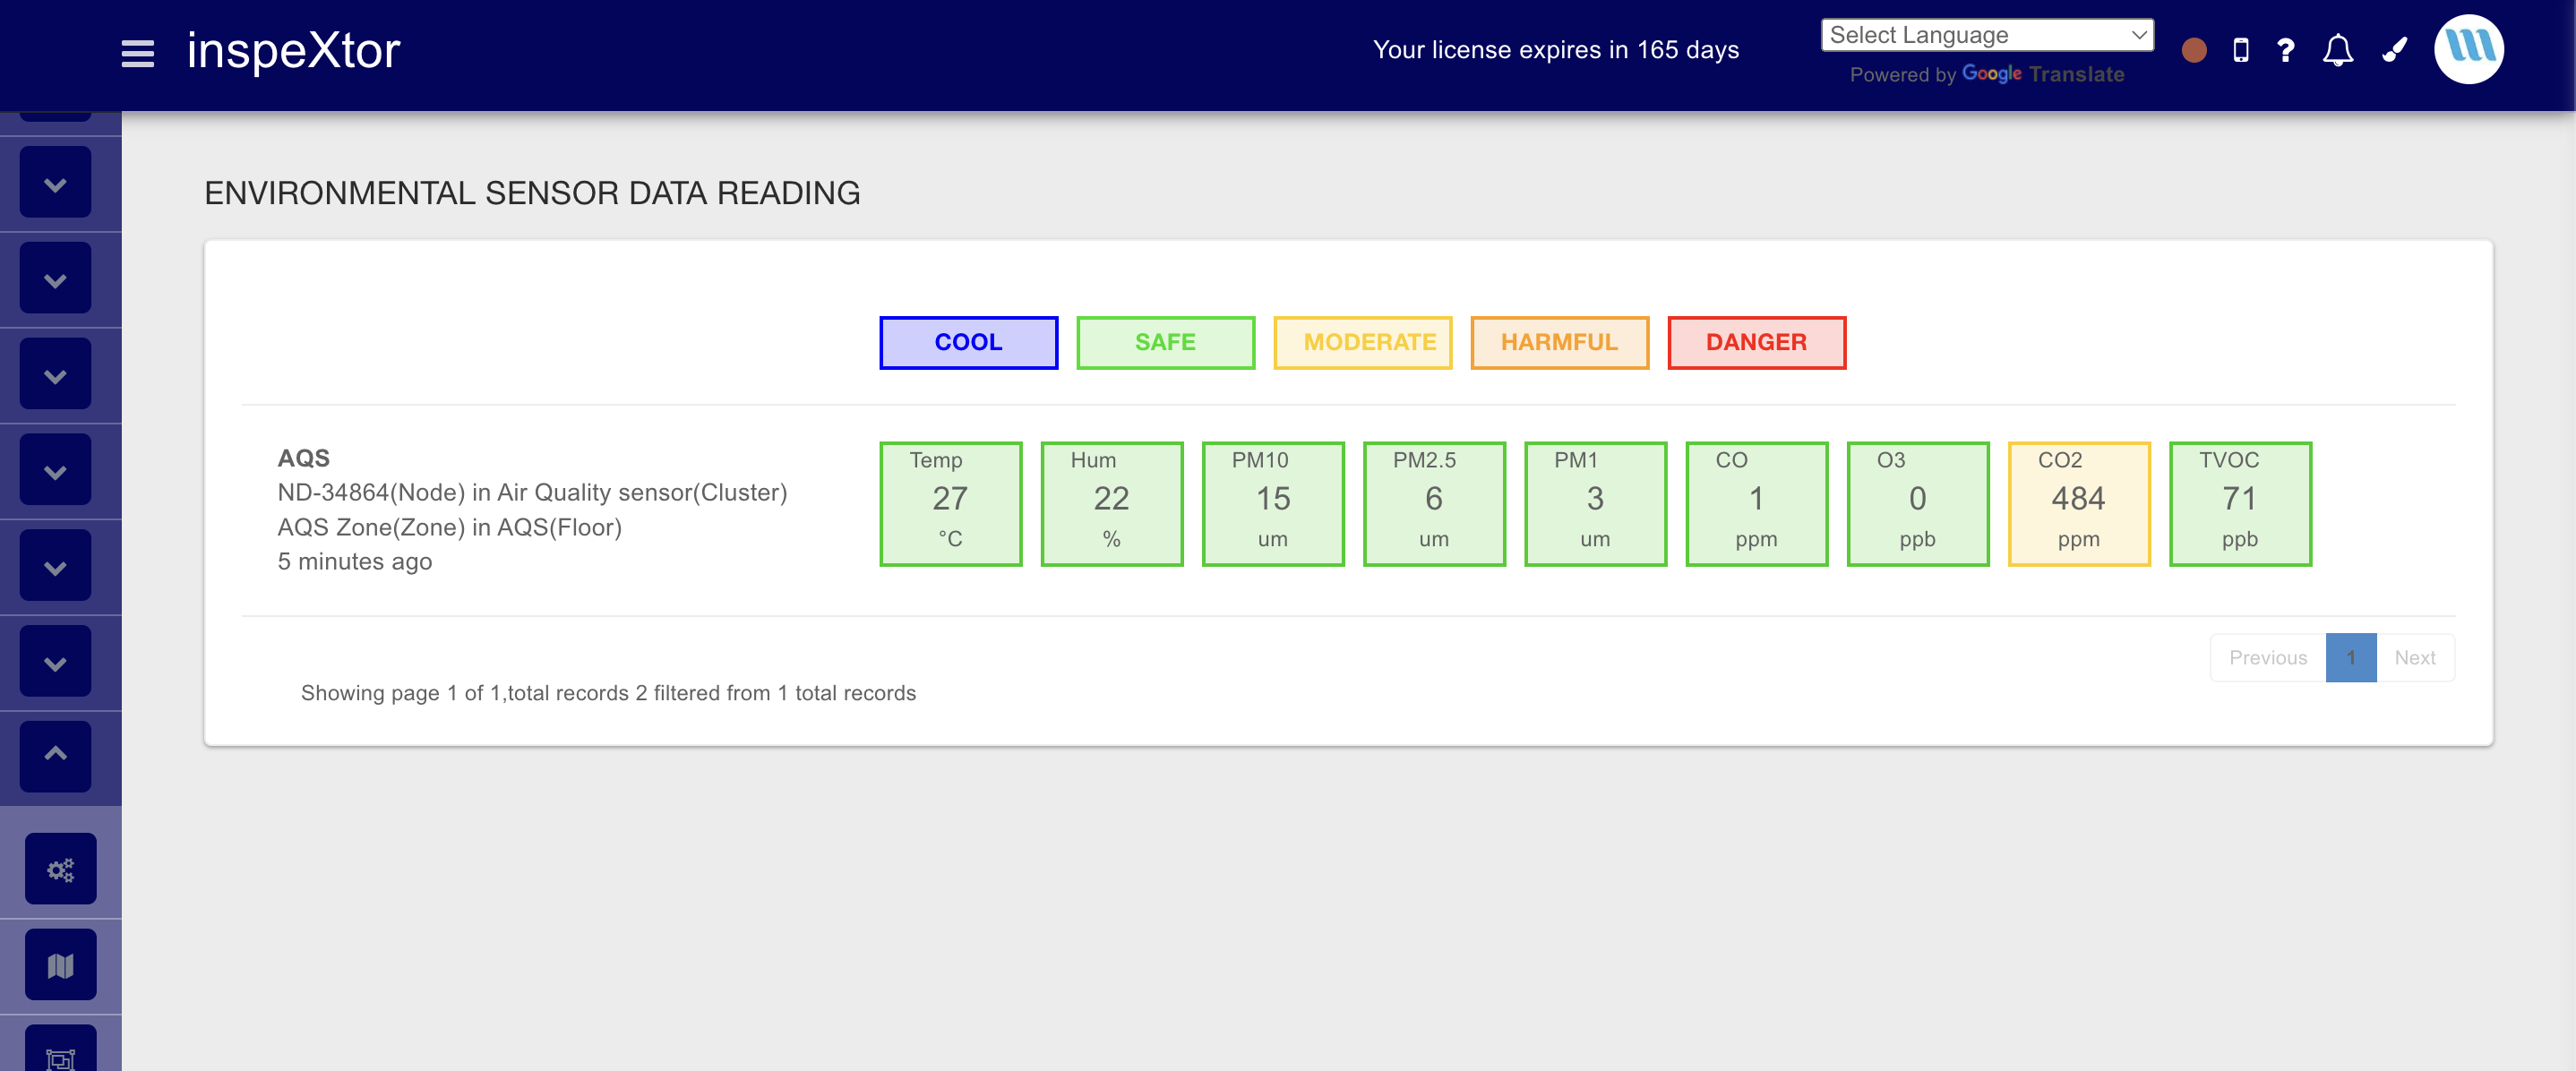 inspeXtor
Your license expires in 165 days
Select Language
Powered by Google Translate
ENVIRONMENTAL SENSOR DATA READING
COOL SAFE MODERATE HARMFUL DANGER
AQS
ND-34864(Node) in Air Quality sensor(Cluster)
AQS Zone(Zone) in AQS(Floor)
5 minutes ago
Temp
27
°C
Hum
22
%
PM10
15
um
PM2.5
6
um
PM1
3
um
CO
1
ppm
O3
0
ppb
CO2
484
ppm
TVOC
71
ppb
Previous 1 Next
Showing page 1 of 1,total records 2 filtered from 1 total records